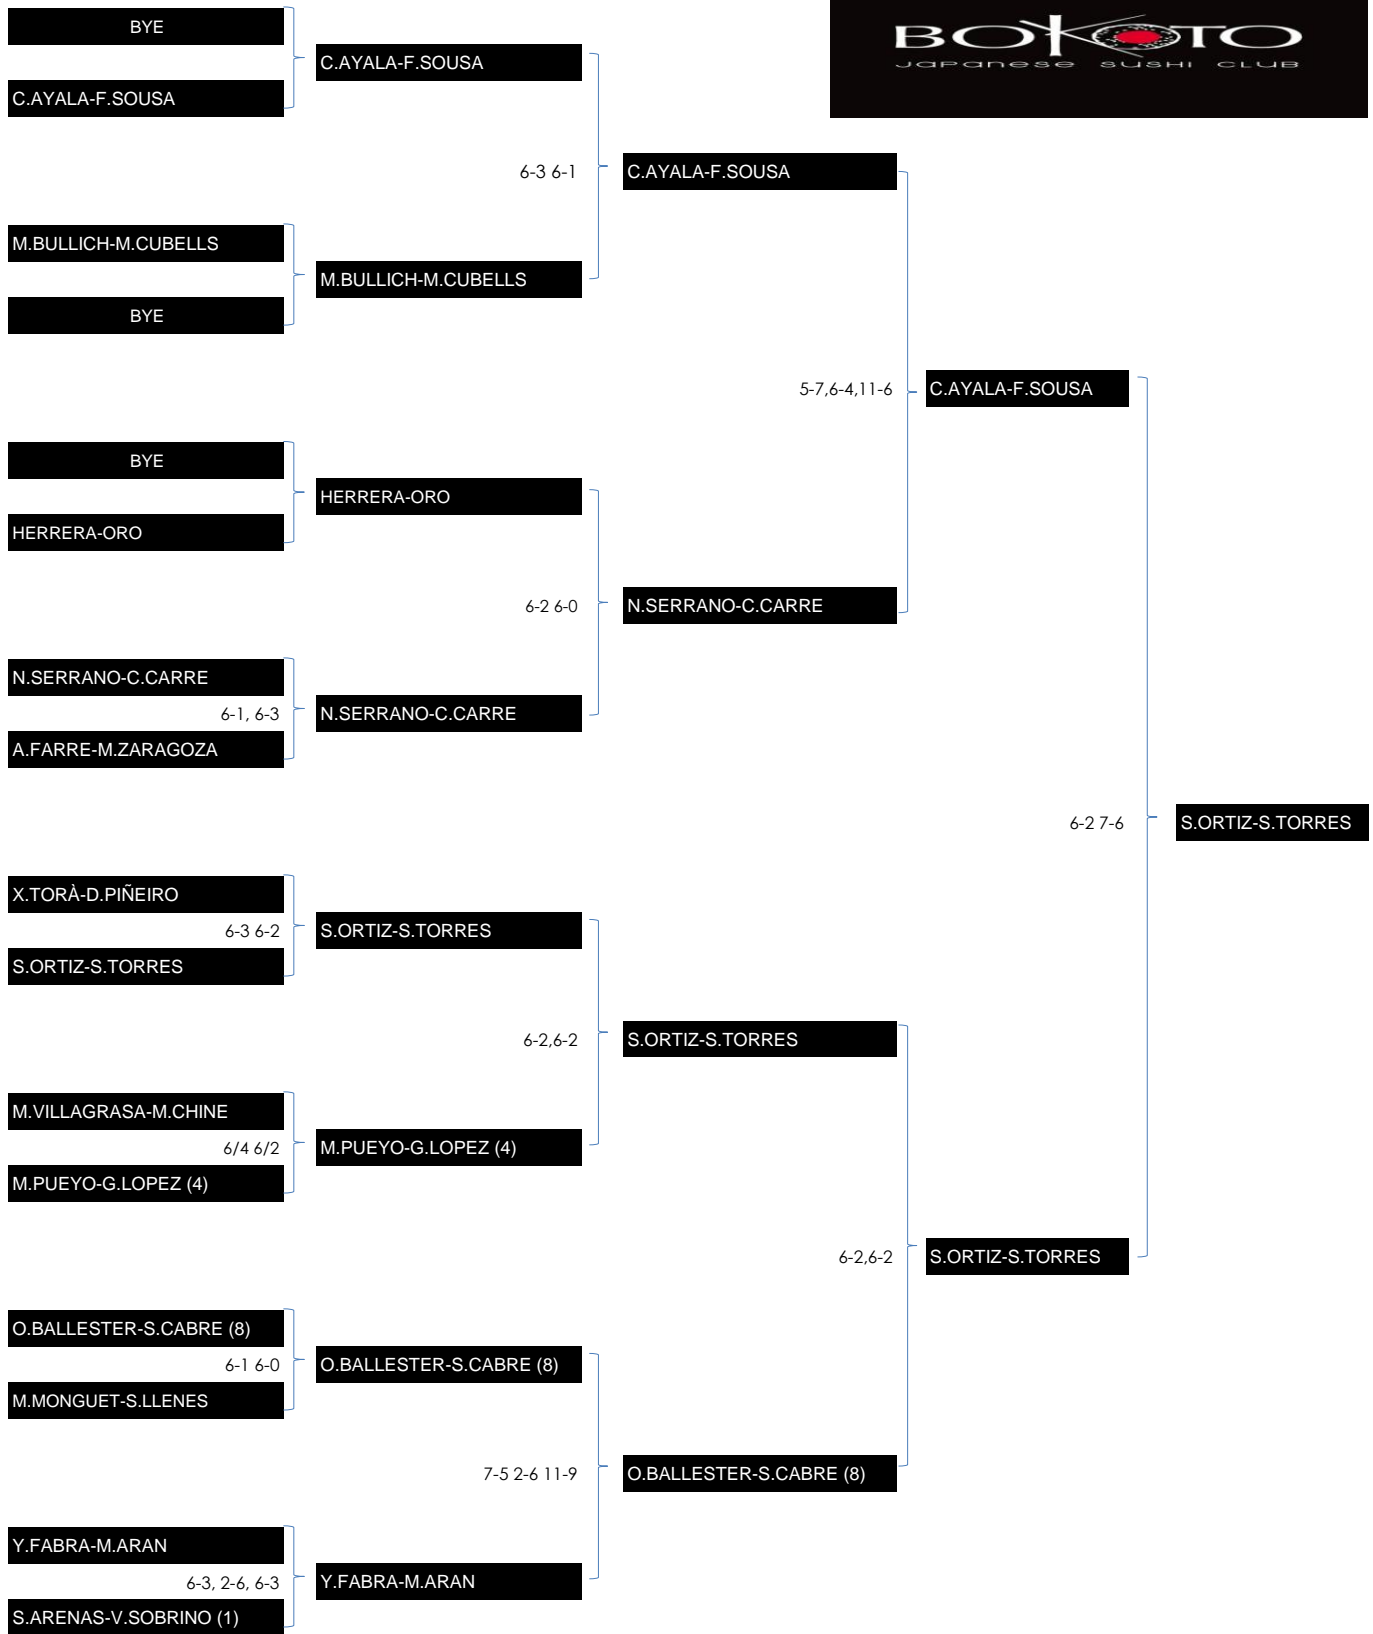 BOKOTO
JAPANESE SUSHI CLUB
BYE
C.AYALA-F.SOUSA
C.AYALA-F.SOUSA
6-3 6-1
C.AYALA-F.SOUSA
M.BULLICH-M.CUBELLS
M.BULLICH-M.CUBELLS
BYE
5-7,6-4,11-6
C.AYALA-F.SOUSA
BYE
HERRERA-ORO
HERRERA-ORO
6-2 6-0
N.SERRANO-C.CARRE
N.SERRANO-C.CARRE
6-1, 6-3
N.SERRANO-C.CARRE
A.FARRE-M.ZARAGOZA
6-2 7-6
S.ORTIZ-S.TORRES
X.TORÀ-D.PIÑEIRO
6-3 6-2
S.ORTIZ-S.TORRES
S.ORTIZ-S.TORRES
6-2,6-2
S.ORTIZ-S.TORRES
M.VILLAGRASA-M.CHINE
6/4 6/2
M.PUEYO-G.LOPEZ (4)
M.PUEYO-G.LOPEZ (4)
6-2,6-2
S.ORTIZ-S.TORRES
O.BALLESTER-S.CABRE (8)
6-1 6-0
O.BALLESTER-S.CABRE (8)
M.MONGUET-S.LLENES
7-5 2-6 11-9
O.BALLESTER-S.CABRE (8)
Y.FABRA-M.ARAN
6-3, 2-6, 6-3
Y.FABRA-M.ARAN
S.ARENAS-V.SOBRINO (1)